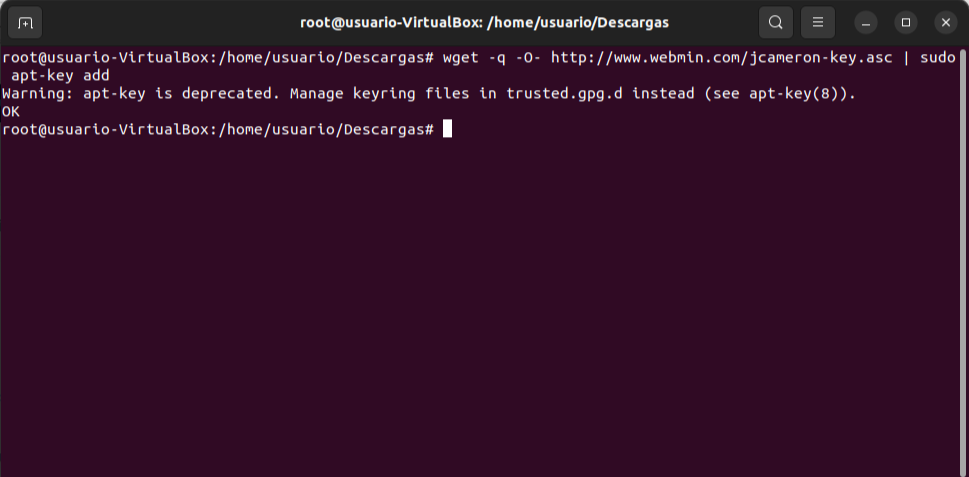 root@usuario-VirtualBox: /home/usuario/Descargas
root@usuario-VirtualBox:/home/usuario/Descargas# wget -q -O- http://www.webmin.com/jcameron-key.asc | sudo
 apt-key add
Warning: apt-key is deprecated. Manage keyring files in trusted.gpg.d instead (see apt-key(8)).
OK
root@usuario-VirtualBox:/home/usuario/Descargas#